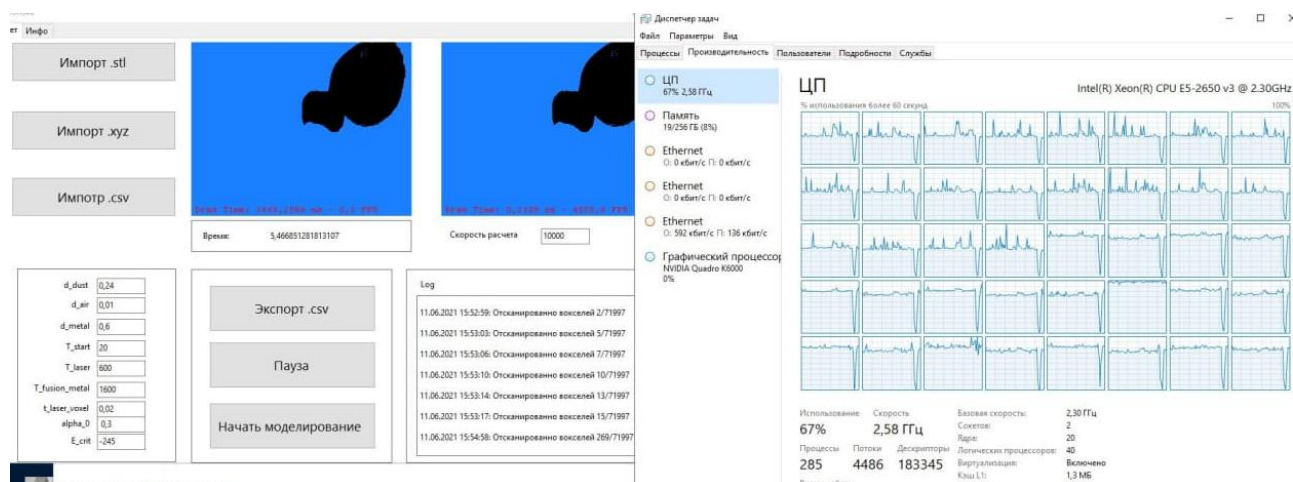 Инфо
Импорт .stl
Импорт .xyz
Импотр .csv
Время:
5,466851281813107
Скорость расчета
10000
d_dust 0,24
d_air 0,01
d_metal 0,6
T_start 20
T_laser 600
T_fusion_metal 1600
t_laser_voxel 0,02
alpha_0 0,3
E_crit -245
Экспорт .csv
Пауза
Начать моделирование
Log
11.06.2021 15:52:59: Отсканированно вокселей 2/71997
11.06.2021 15:53:03: Отсканированно вокселей 5/71997
11.06.2021 15:53:06: Отсканированно вокселей 7/71997
11.06.2021 15:53:10: Отсканированно вокселей 10/71997
11.06.2021 15:53:14: Отсканированно вокселей 13/71997
11.06.2021 15:53:17: Отсканированно вокселей 15/71997
11.06.2021 15:54:58: Отсканированно вокселей 269/71997
Диспетчер задач
Файл Параметры Вид
Процессы Производительность Пользователи Подробности Службы
ЦП
67% 2,58 ГГц
Память
19/256 ГБ (8%)
Ethernet
О: 0 кбит/с П: 0 кбит/с
Ethernet
О: 0 кбит/с П: 0 кбит/с
Ethernet
О: 592 кбит/с П: 136 кбит/с
Графический процессор
NVIDIA Quadro K6000
0%
ЦП
Intel(R) Xeon(R) CPU E5-2650 v3 @ 2.30GHz
% использования более 60 секунд
100%
Использование Скорость
67% 2,58 ГГц
Процессы Потоки Дескрипторы
285 4486 183345
Базовая скорость: 2,30 ГГц
Сокетов: 2
Ядра: 20
Логических процессоров: 40
Виртуализация: Включено
Кэш L1: 1,3 МБ